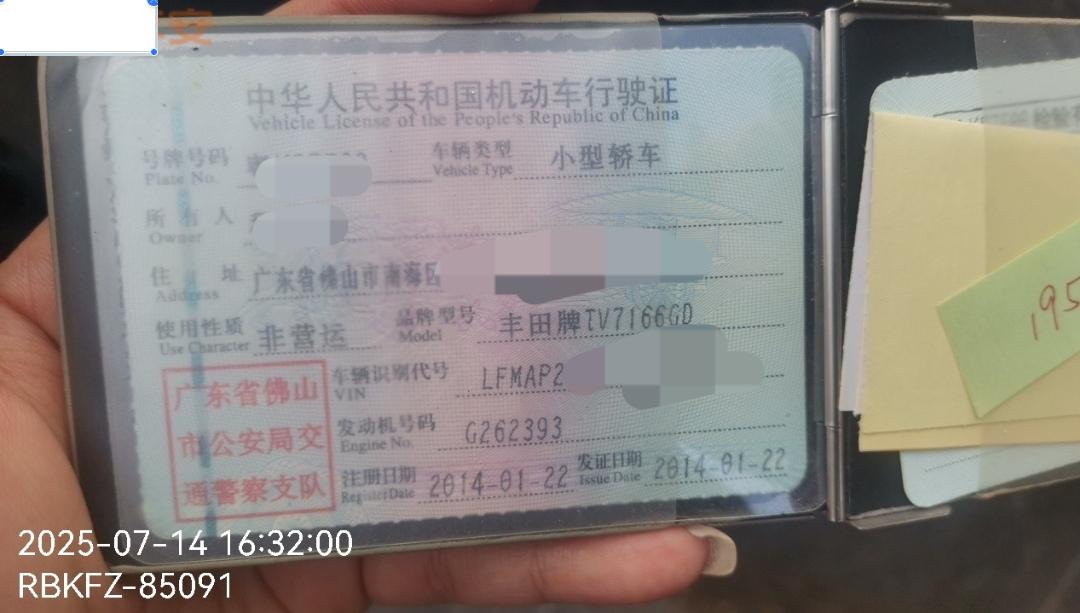 安
中华人民共和国机动车行驶证
Vehicle License of the People's Republic of China
号牌号码 车辆类型 小型轿车
Plate No. Vehicle Type
所有人
Owner
住址 广东省佛山市南海区
Address
使用性质 非营运 品牌型号 丰田牌TV7166GD
Use Character Model
车辆识别代号 LFMAP2
VIN
发动机号码 G262393
Engine No.
注册日期 2014-01-22 发证日期 2014-01-22
Register Date Issue Date
广东省佛山
市公安局交
通警察支队
检验
195
2025-07-14 16:32:00
RBKFZ-85091